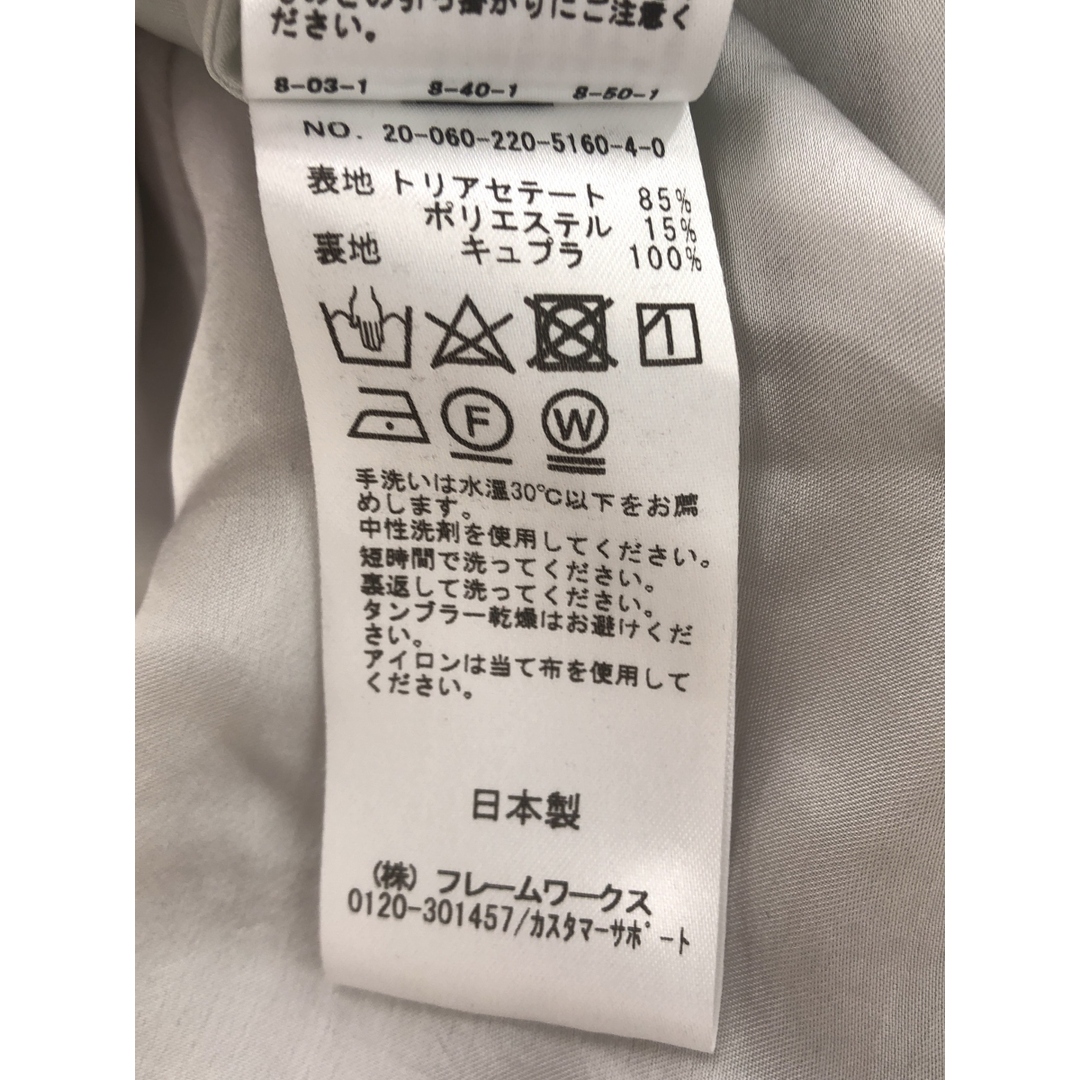 ださい。
8-03-1 8-40-1 8-50-1
NO. 20-060-220-5160-4-0
表地 トリアセテート 85%
ポリエステル 15%
裏地 キュプラ 100%
F W
手洗いは水温30℃以下をお薦
めします。
中性洗剤を使用してください。
短時間で洗ってください。
裏返して洗ってください。
タンブラー乾燥はお避けくだ
さい。
アイロンは当て布を使用して
ください。
日本製
(株) フレームワークス
0120-301457/カスタマーサポート